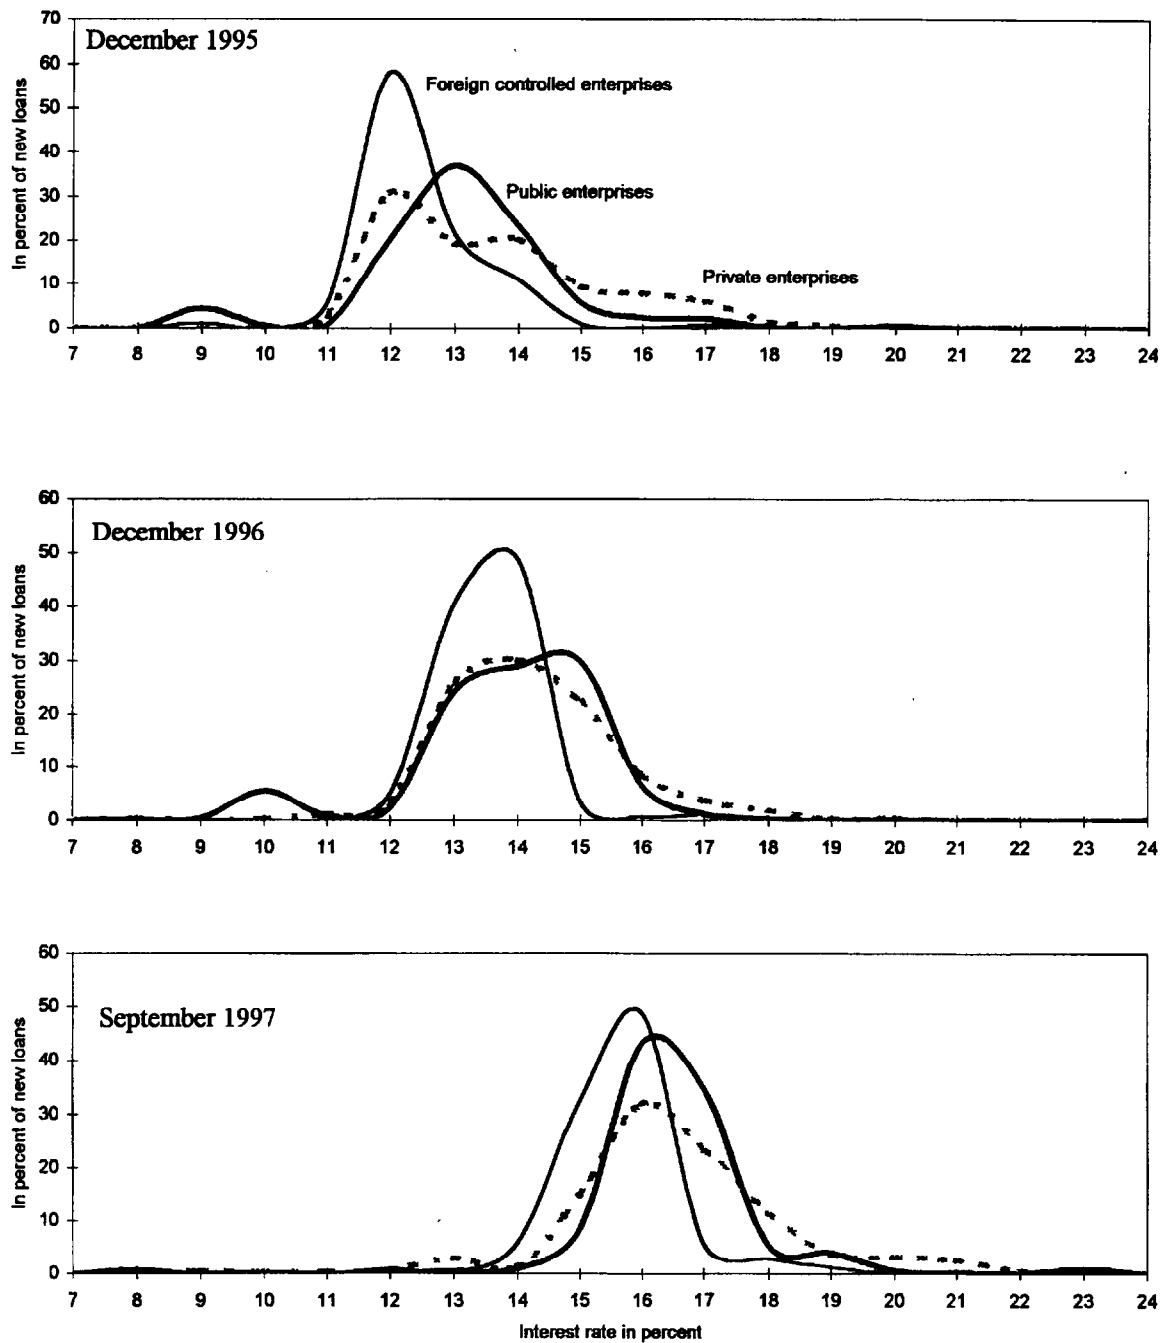 70
December 1995
60
Foreign controlled enterprises
50
40
30
Public enterprises
20
Private enterprises
10
0
In percent of new loans
7 8 9 10 11 12 13 14 15 16 17 18 19 20 21 22 23 24
60
December 1996
50
40
30
20
10
0
In percent of new loans
7 8 9 10 11 12 13 14 15 16 17 18 19 20 21 22 23 24
60
50
September 1997
40
30
20
10
0
In percent of new loans
7 8 9 10 11 12 13 14 15 16 17 18 19 20 21 22 23 24
Interest rate in percent